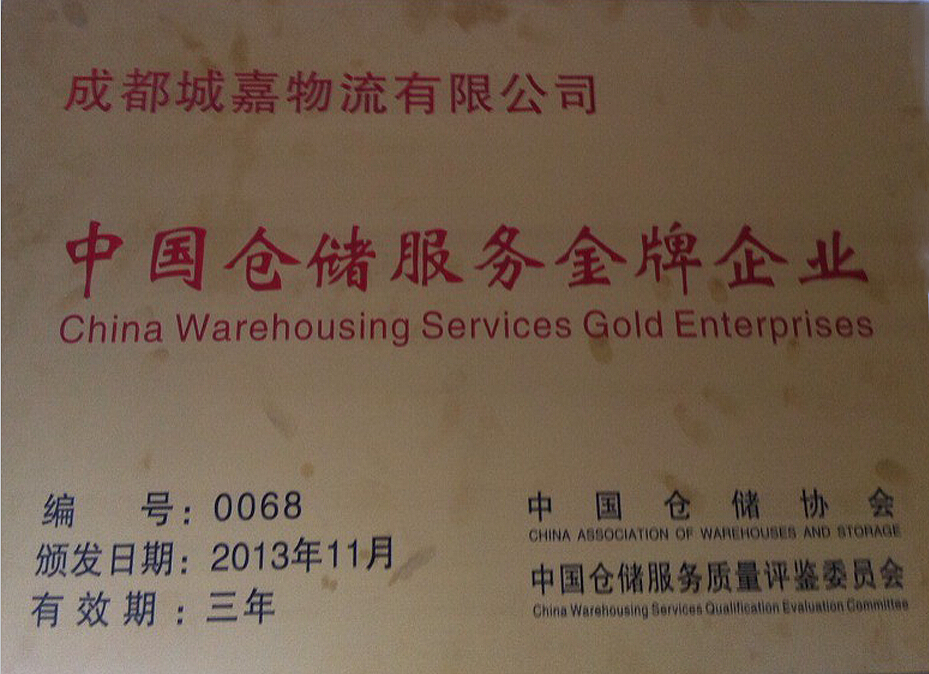 成都城嘉物流有限公司
中国仓储服务金牌企业
China Warehousing Services Gold Enterprises
编 号：0068
颁发日期：2013年11月
有效期：三年
中国仓储协会
CHINA ASSOCIATION OF WAREHOUSES AND STORAGE
中国仓储服务质量评鉴委员会
China Warehousing Services Qualification Evaluation Committee